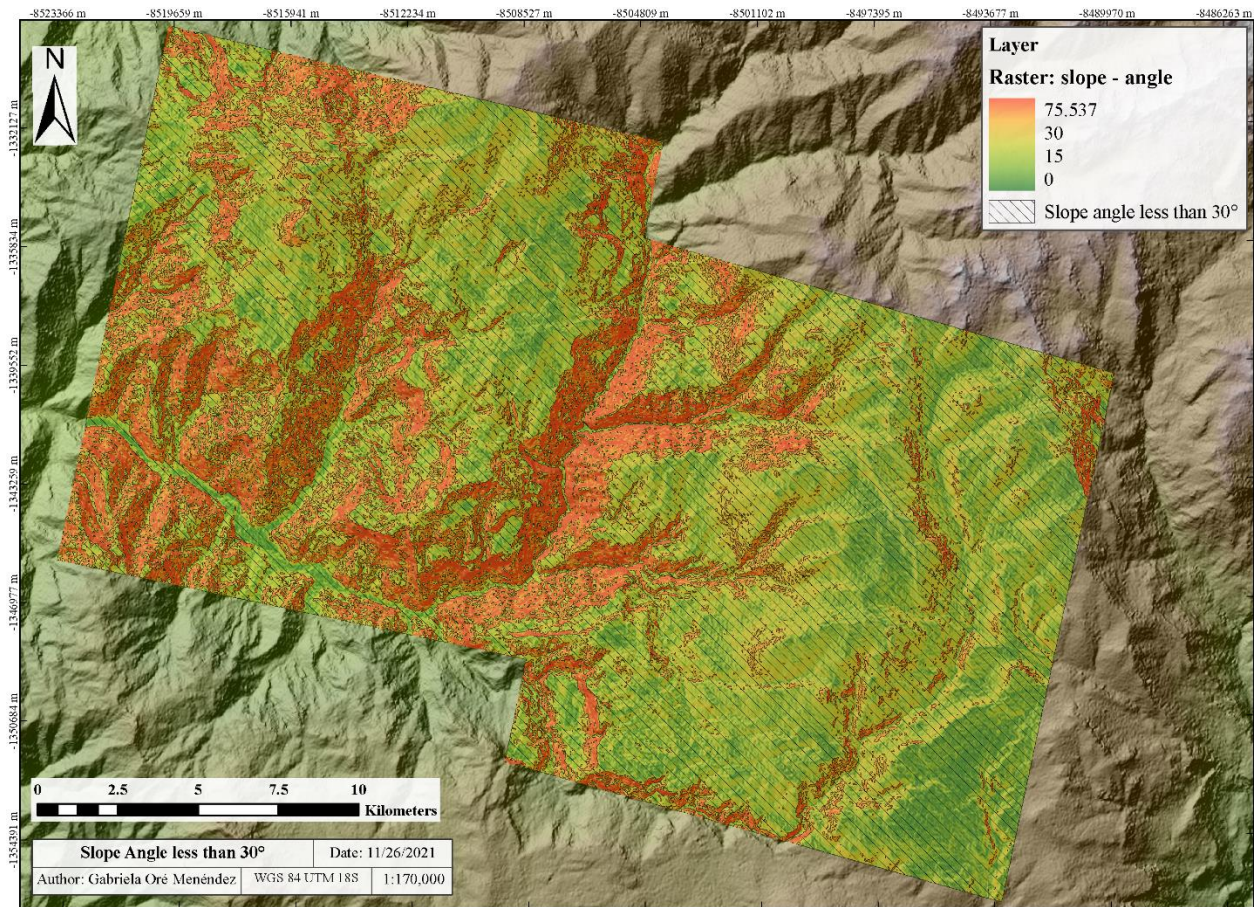 -8523366 m
-8519659 m
-8515941 m
-8512234 m
-8508527 m
-8504809 m
-8501102 m
-8497395 m
-8493677 m
-8489970 m
-8486263 m
N
Layer
Raster: slope - angle
75.537
30
15
0
Slope angle less than 30°
-1332127 m
-1335834 m
-1339552 m
-1343259 m
-1346977 m
-1350684 m
-1354391 m
0 2.5 5 7.5 10
Kilometers
Slope Angle less than 30° Date: 11/26/2021
Author: Gabriela Oré Menéndez WGS 84 UTM 18S 1:170,000